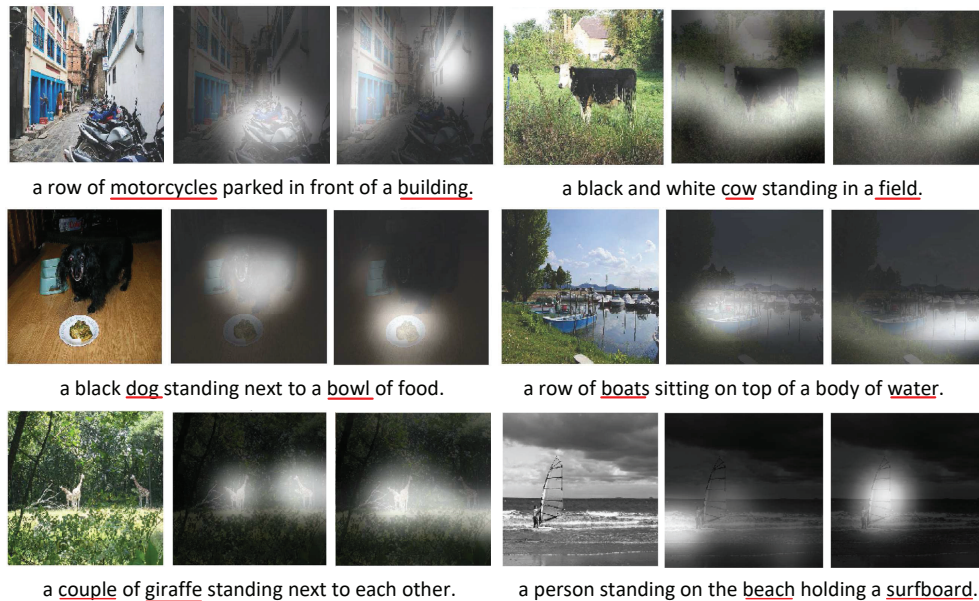 a row of motorcycles parked in front of a building.
a black and white cow standing in a field.
a black dog standing next to a bowl of food.
a row of boats sitting on top of a body of water.
a couple of giraffe standing next to each other.
a person standing on the beach holding a surfboard.